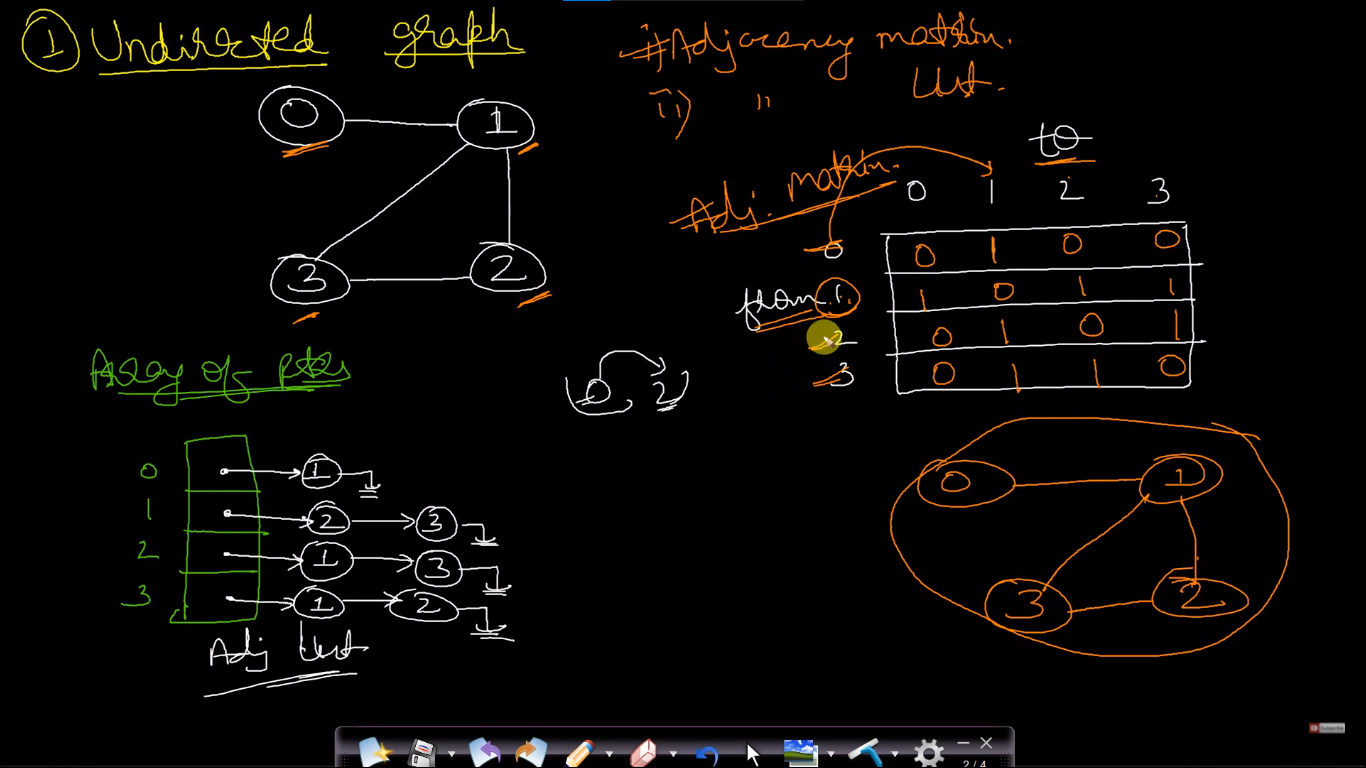 ① Undirected graph
i) Adjacency matrix.
ii) " list.
0 1
3 2
Adj. matrix.
to
0 1 2 3
0 0 1 0 0
from 1. 1 0 1 1
2 0 1 0 1
3 0 1 1 0
Array of ptrs
0 2
0 1
1 2 3
2 1 3
3 1 2
Adj list
0 1
3 2
Subscribe
2 / 4